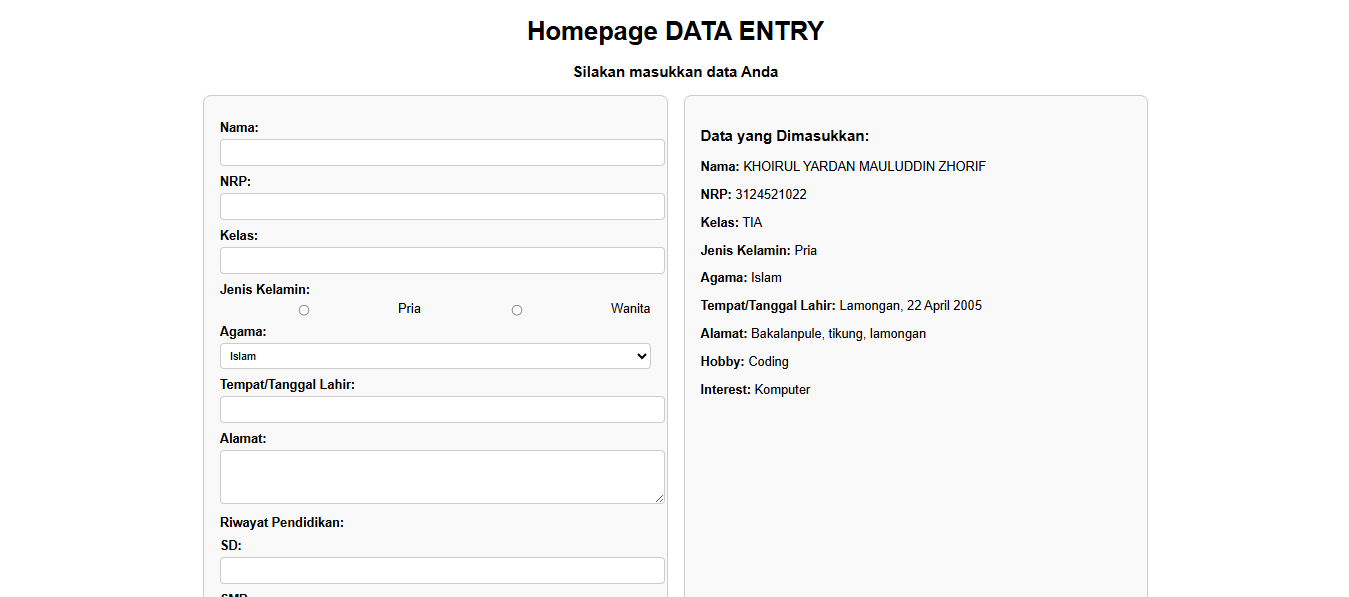 Homepage DATA ENTRY
Silakan masukkan data Anda
Nama:
NRP:
Kelas:
Jenis Kelamin:
Pria Wanita
Agama:
Islam
Tempat/Tanggal Lahir:
Alamat:
Riwayat Pendidikan:
SD:
SMP
Data yang Dimasukkan:
Nama: KHOIRUL YARDAN MAULUDDIN ZHORIF
NRP: 3124521022
Kelas: TIA
Jenis Kelamin: Pria
Agama: Islam
Tempat/Tanggal Lahir: Lamongan, 22 April 2005
Alamat: Bakalanpule, tikung, lamongan
Hobby: Coding
Interest: Komputer